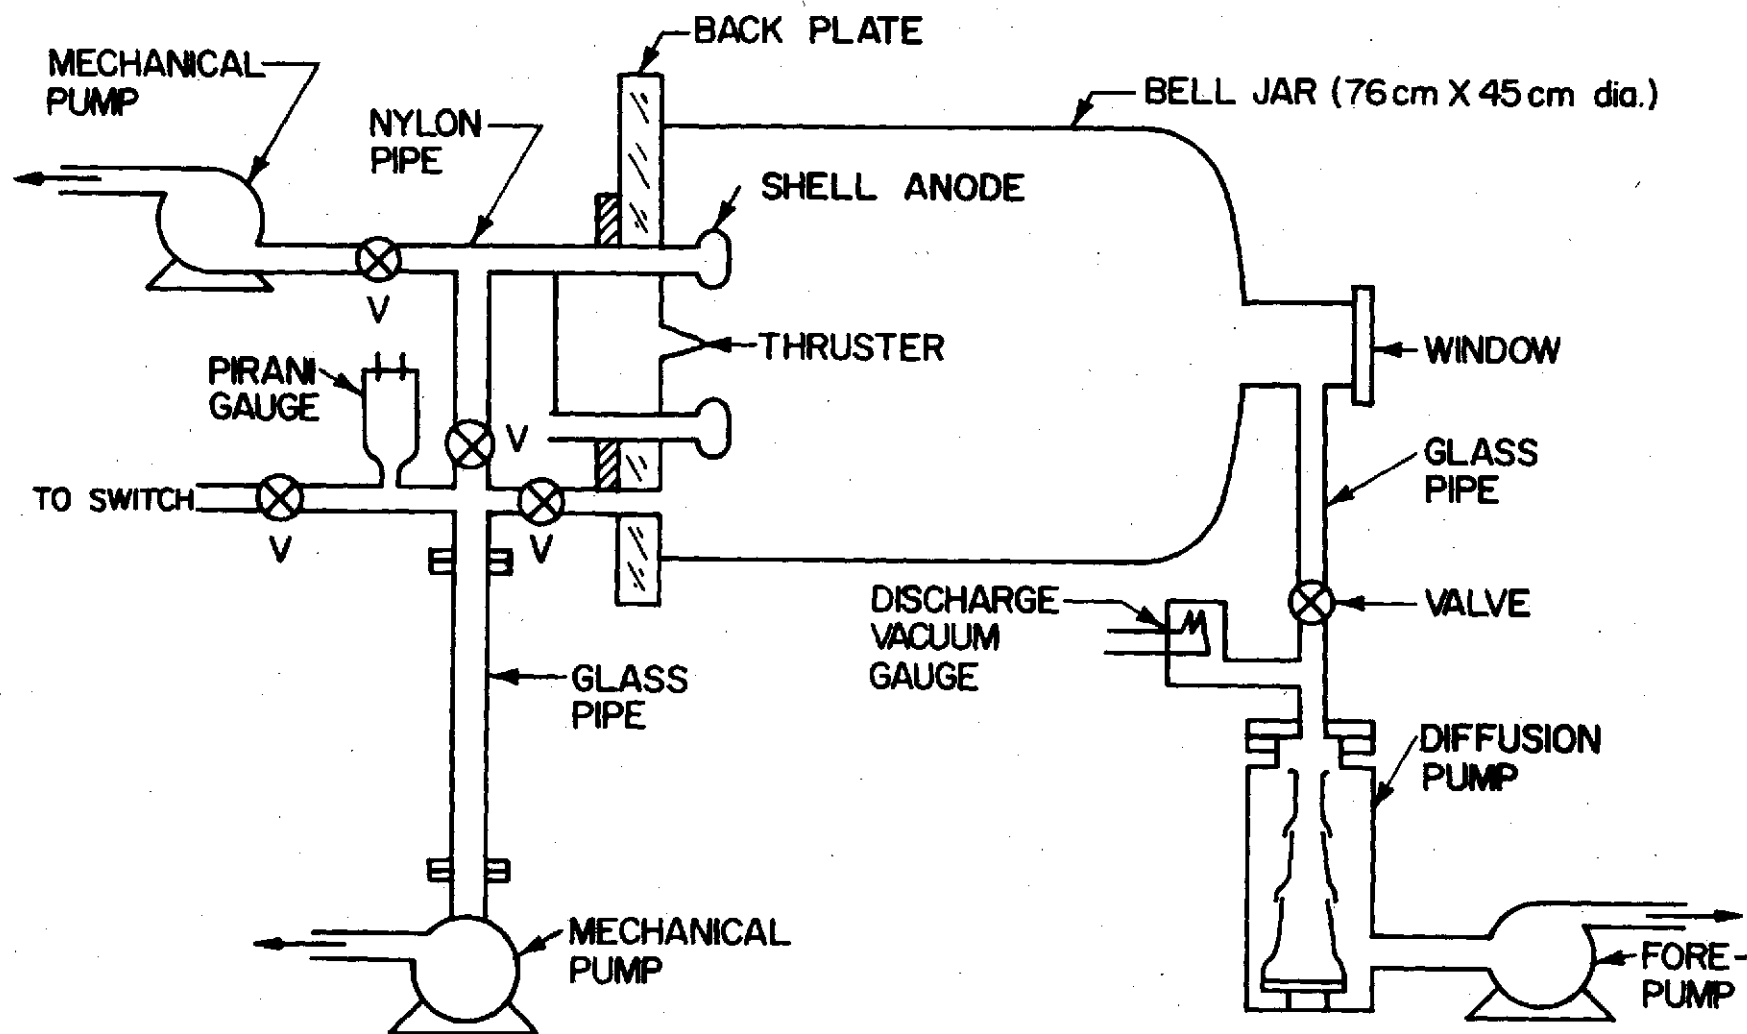 BACK PLATE
MECHANICAL
PUMP
BELL JAR (76 cm X 45 cm dia.)
NYLON
PIPE
SHELL ANODE
V
THRUSTER
WINDOW
PIRANI
GAUGE
V
GLASS
PIPE
TO SWITCH
V
V
DISCHARGE
VACUUM
GAUGE
VALVE
GLASS
PIPE
DIFFUSION
PUMP
MECHANICAL
PUMP
FORE-
PUMP